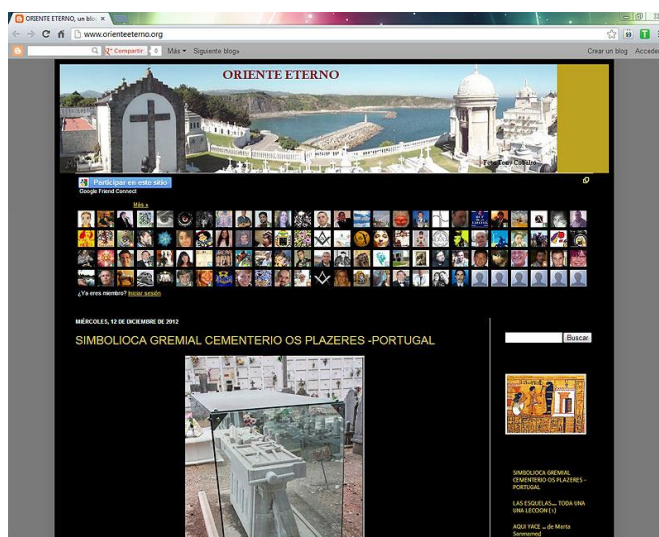 ORIENTE ETERNO, un blo
www.orienteeterno.org
Compartir 0 Más Siguiente blog» Crear un blog Acceder
ORIENTE ETERNO
Participar en este sitio
Google Friend Connect
Más »
¿Ya eres miembro? Iniciar sesión
MIÉRCOLES, 12 DE DICIEMBRE DE 2012
SIMBOLIOCA GREMIAL CEMENTERIO OS PLAZERES -PORTUGAL
Buscar
SIMBOLIOCA GREMIAL
CEMENTERIO OS PLAZERES -
PORTUGAL
LAS ESQUELAS.... TODA UNA
UNA LECCION (1)
AQUI YACE ... de Marta
Sanmamed